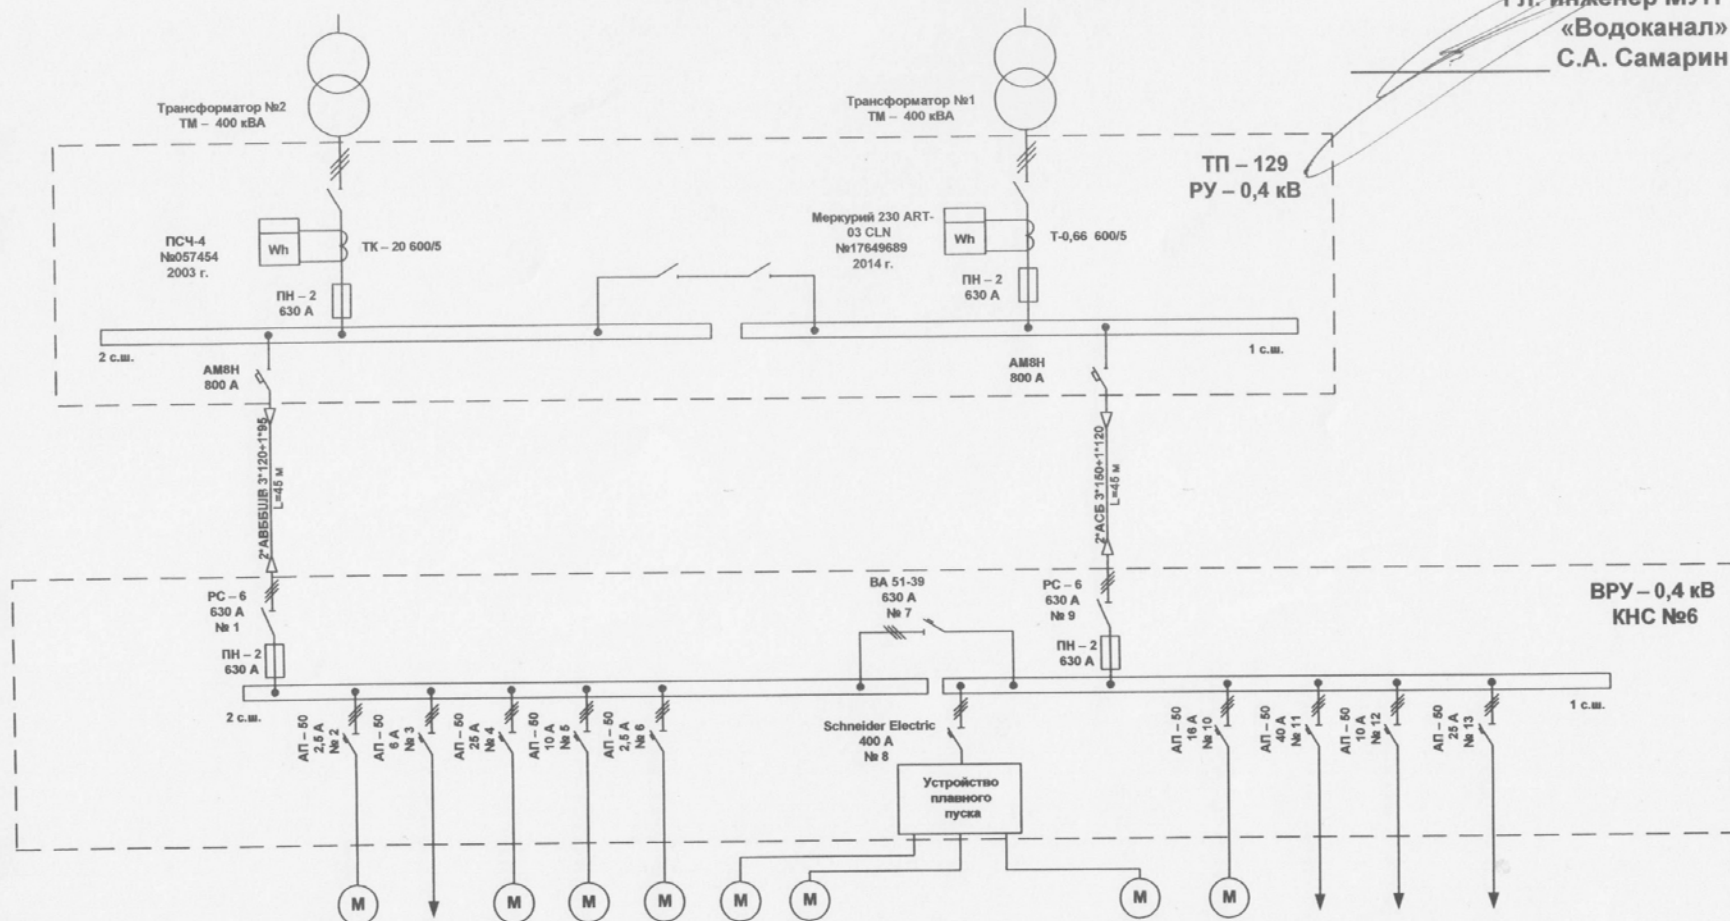 «Водоканал»
С.А. Самарин
Трансформатор №2
ТМ – 400 кВА
Трансформатор №1
ТМ – 400 кВА
ТП – 129
РУ – 0,4 кВ
ПСЧ-4
№057454
2003 г.
Wh
ТК – 20 600/5
ПН – 2
630 А
Меркурий 230 ART-
03 CLN
№17649689
2014 г.
Wh
Т-0,66 600/5
ПН – 2
630 А
2 с.ш.
1 с.ш.
АМ8Н
800 А
АМ8Н
800 А
2*АВББШВ 3*120+1*95
L=45 м
2*АСБ 3*150+1*120
L=45 м
ВРУ – 0,4 кВ
КНС №6
РС – 6
630 А
№ 1
ПН – 2
630 А
ВА 51-39
630 А
№ 7
РС – 6
630 А
№ 9
ПН – 2
630 А
2 с.ш.
1 с.ш.
АП – 50
2,5 А
№ 2
АП – 50
6 А
№ 3
АП – 50
25 А
№ 4
АП – 50
10 А
№ 5
АП – 50
2,5 А
№ 6
Schneider Electric
400 А
№ 8
Устройство
плавного
пуска
АП – 50
16 А
№ 10
АП – 50
40 А
№ 11
АП – 50
10 А
№ 12
АП – 50
25 А
№ 13
М
М
М
М
М
М
М
М